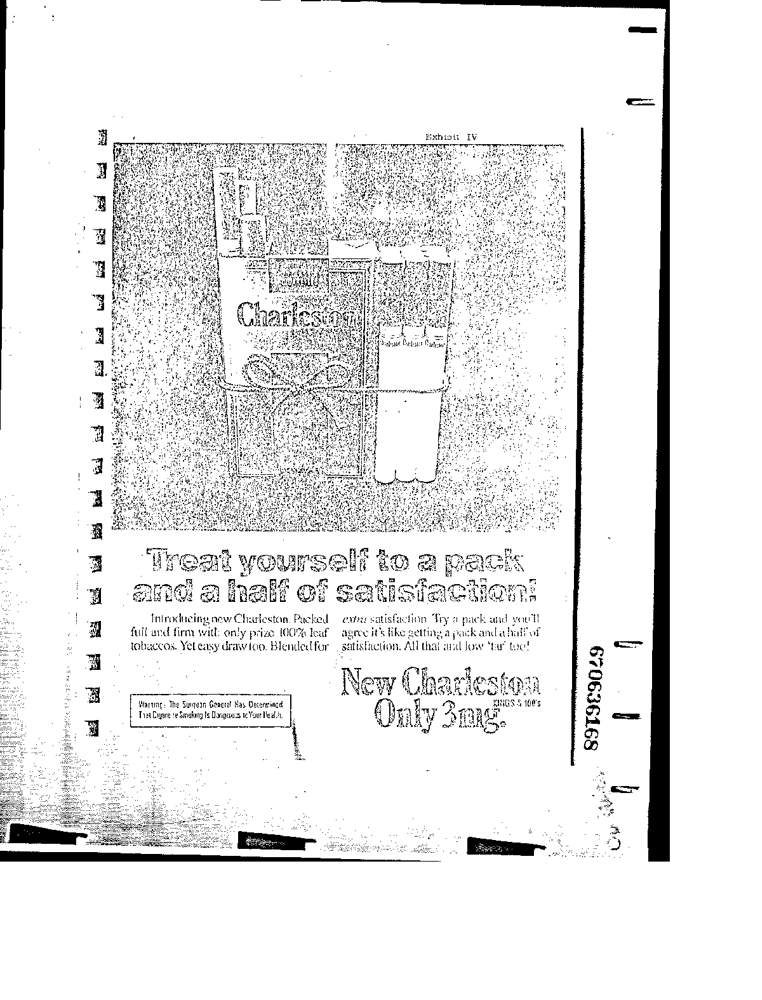 Exhibit IV
Charleston
Treat yourself to a pack
and a half of satisfaction!
Introducing new Charleston. Packed
full and firm with only prize 100% leaf
tobaccos. Yet easy draw too. Blended for
extra satisfaction. Try a pack and you'll
agree it's like getting a pack and a half of
satisfaction. All that and low 'tar' too!
New Charleston
KINGS & 100's
Only 3mg.
Warning: The Surgeon General Has Determined
That Cigarette Smoking Is Dangerous to Your Health.
670636168